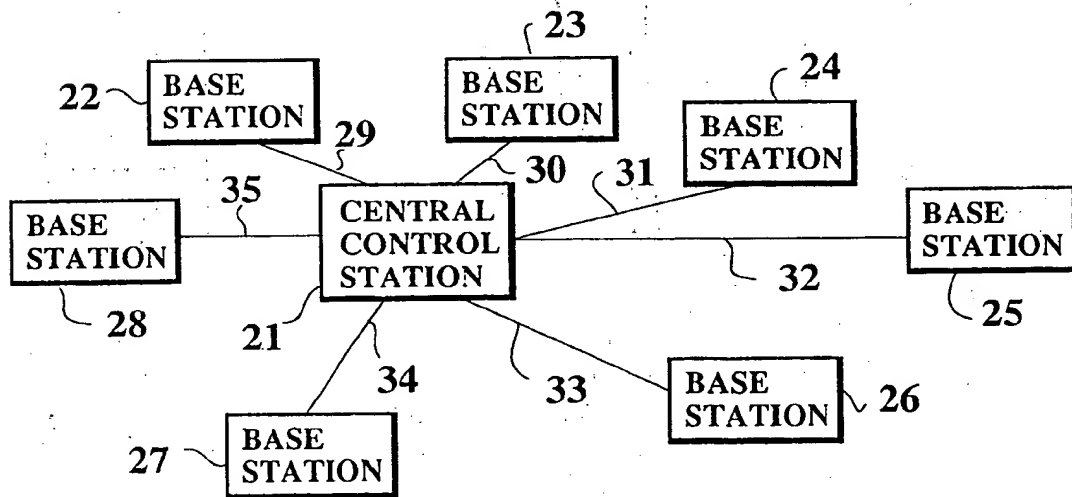 23
22
BASE
STATION
BASE
STATION
24
BASE
STATION
29
30
31
35
BASE
STATION
CENTRAL
CONTROL
STATION
BASE
STATION
32
28
21
25
34
33
BASE
STATION
26
27
BASE
STATION